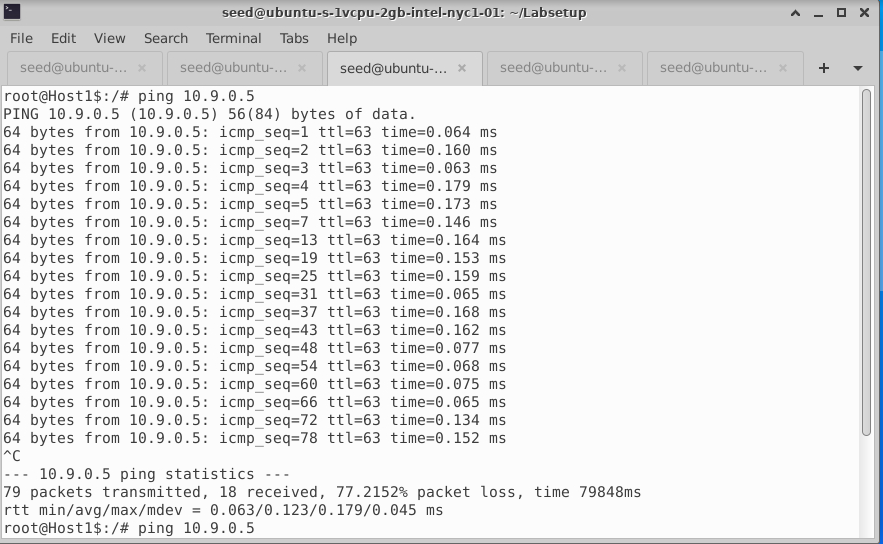 seed@ubuntu-s-1vcpu-2gb-intel-nyc1-01: ~/Labsetup
File Edit View Search Terminal Tabs Help
seed@ubuntu-... × seed@ubuntu-... × seed@ubuntu-... × seed@ubuntu-... × seed@ubuntu-... ×
root@Host1$:/# ping 10.9.0.5
PING 10.9.0.5 (10.9.0.5) 56(84) bytes of data.
64 bytes from 10.9.0.5: icmp_seq=1 ttl=63 time=0.064 ms
64 bytes from 10.9.0.5: icmp_seq=2 ttl=63 time=0.160 ms
64 bytes from 10.9.0.5: icmp_seq=3 ttl=63 time=0.063 ms
64 bytes from 10.9.0.5: icmp_seq=4 ttl=63 time=0.179 ms
64 bytes from 10.9.0.5: icmp_seq=5 ttl=63 time=0.173 ms
64 bytes from 10.9.0.5: icmp_seq=7 ttl=63 time=0.146 ms
64 bytes from 10.9.0.5: icmp_seq=13 ttl=63 time=0.164 ms
64 bytes from 10.9.0.5: icmp_seq=19 ttl=63 time=0.153 ms
64 bytes from 10.9.0.5: icmp_seq=25 ttl=63 time=0.159 ms
64 bytes from 10.9.0.5: icmp_seq=31 ttl=63 time=0.065 ms
64 bytes from 10.9.0.5: icmp_seq=37 ttl=63 time=0.168 ms
64 bytes from 10.9.0.5: icmp_seq=43 ttl=63 time=0.162 ms
64 bytes from 10.9.0.5: icmp_seq=48 ttl=63 time=0.077 ms
64 bytes from 10.9.0.5: icmp_seq=54 ttl=63 time=0.068 ms
64 bytes from 10.9.0.5: icmp_seq=60 ttl=63 time=0.075 ms
64 bytes from 10.9.0.5: icmp_seq=66 ttl=63 time=0.065 ms
64 bytes from 10.9.0.5: icmp_seq=72 ttl=63 time=0.134 ms
64 bytes from 10.9.0.5: icmp_seq=78 ttl=63 time=0.152 ms
^C
--- 10.9.0.5 ping statistics ---
79 packets transmitted, 18 received, 77.2152% packet loss, time 79848ms
rtt min/avg/max/mdev = 0.063/0.123/0.179/0.045 ms
root@Host1$:/# ping 10.9.0.5